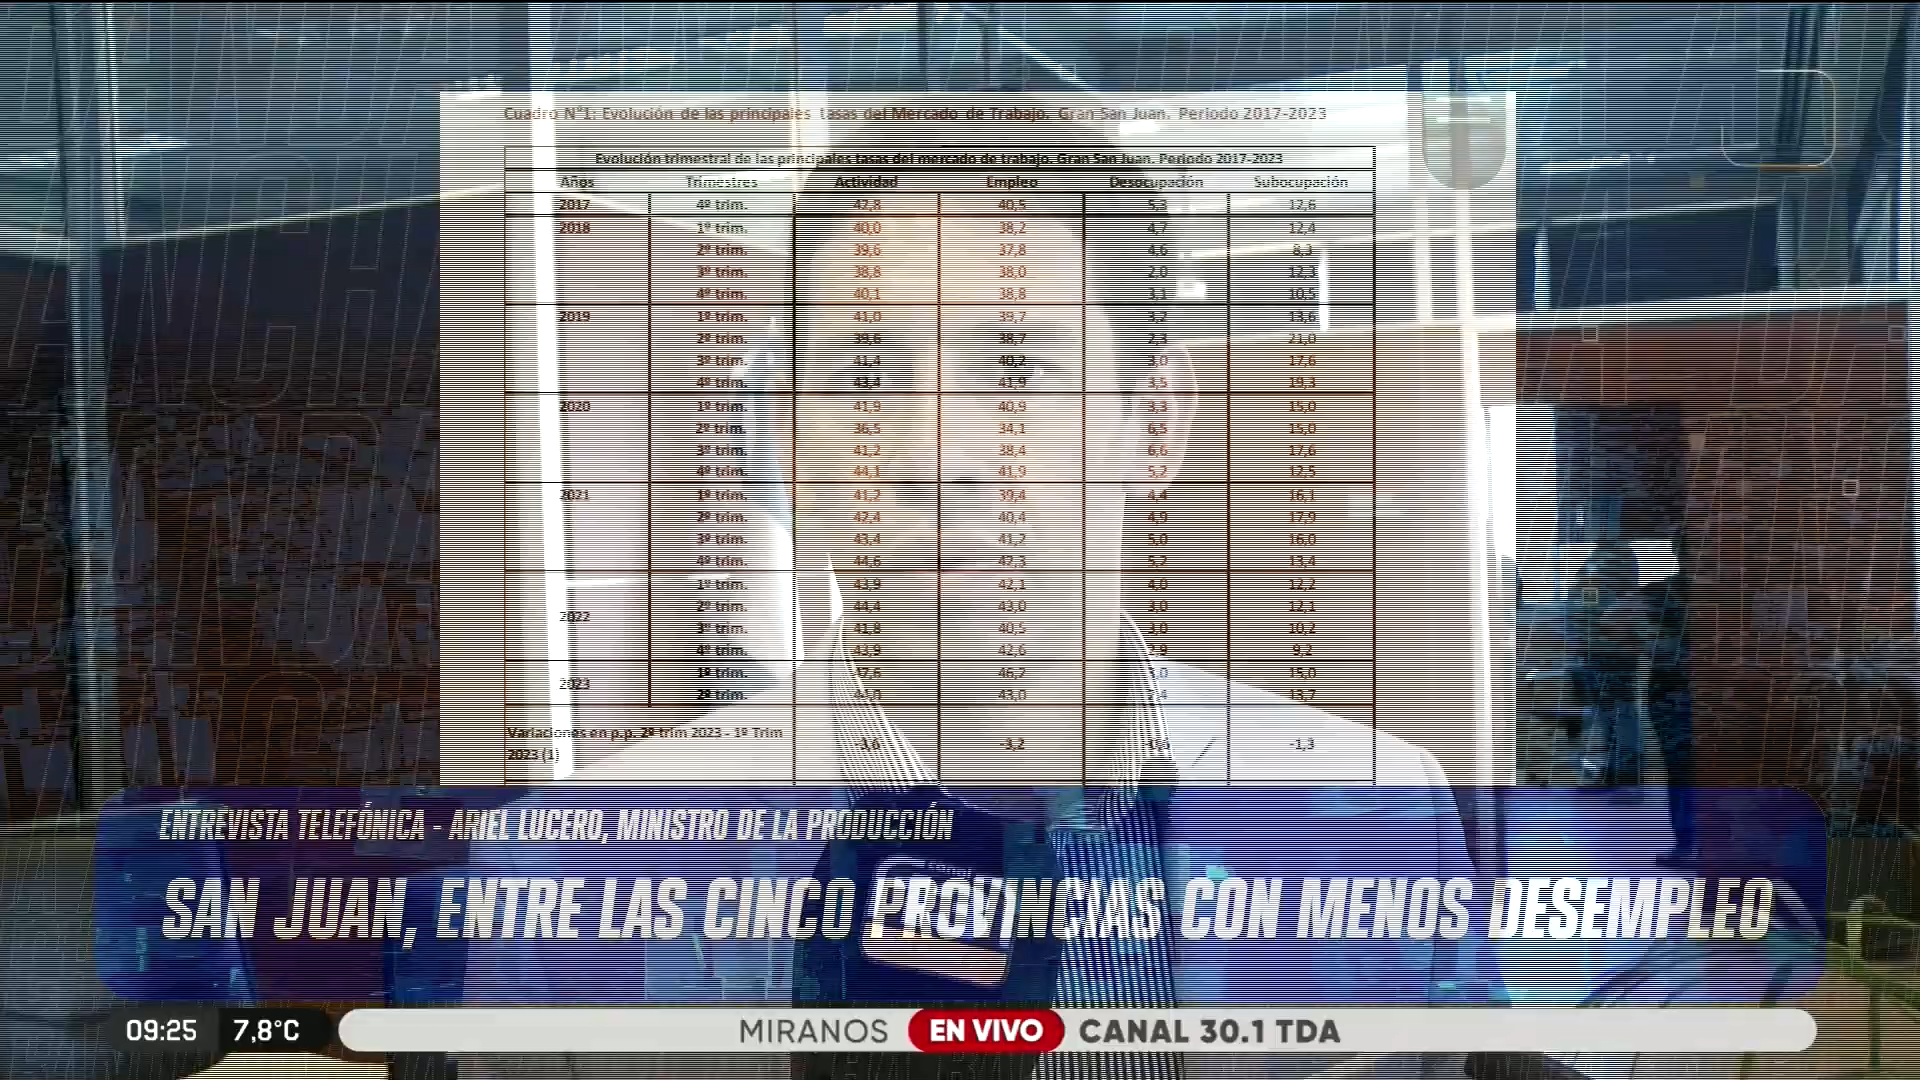 Cuadro N°1: Evolución de las principales tasas del Mercado de Trabajo. Gran San Juan. Periodo 2017-2023
Evolución trimestral de las principales tasas del mercado de trabajo. Gran San Juan. Periodo 2017-2023
Años Trimestres Actividad Empleo Desocupación Subocupación
2017 4º trim. 42,8 40,5 5,3 12,6
2018 1º trim. 40,0 38,2 4,7 12,4
2º trim. 39,6 37,8 4,6 8,3
3º trim. 38,8 38,0 2,0 12,3
4º trim. 40,1 38,8 3,1 10,5
2019 1º trim. 41,0 39,7 3,2 13,6
2º trim. 39,6 38,7 2,3 21,0
3º trim. 41,4 40,2 3,0 17,6
4º trim. 43,4 41,9 3,5 19,3
2020 1º trim. 41,9 40,9 3,3 15,0
2º trim. 36,5 34,1 6,5 15,0
3º trim. 41,2 38,4 6,6 17,6
4º trim. 44,1 41,9 5,2 12,5
2021 1º trim. 41,2 39,4 4,4 16,1
2º trim. 42,4 40,4 4,9 17,9
3º trim. 43,4 41,2 5,0 16,0
4º trim. 44,6 42,3 5,2 13,4
1º trim. 43,9 42,1 4,0 12,2
2022 2º trim. 44,4 43,0 3,0 12,1
3º trim. 41,8 40,5 3,0 10,2
4º trim. 43,9 42,6 2,9 9,2
2023 1º trim. 46,2 15,0
2º trim. 43,0 13,7
Variaciones en p.p. 2º trim 2023 - 1º Trim
2023 (1) -3,6 -3,2 -1,3
ENTREVISTA TELEFÓNICA - ARIEL LUCERO, MINISTRO DE LA PRODUCCIÓN
SAN JUAN, ENTRE LAS CINCO PROVINCIAS CON MENOS DESEMPLEO
canal
09:25 7,8°C MIRANOS EN VIVO CANAL 30.1 TDA